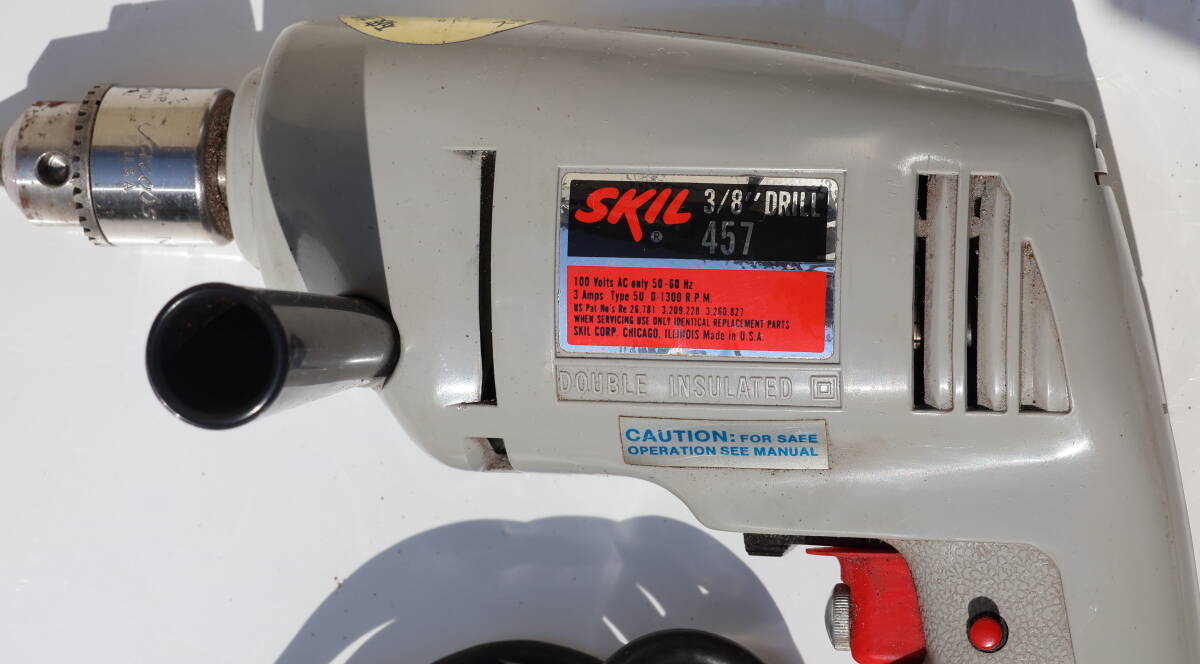 SKIL
®
3/8" DRILL
457
100 Volts AC only 50-60 Hz
3 Amps Type 5U 0-1300 R.P.M.
US Pat No's Re 26,781 3,209,228 3,260,827
WHEN SERVICING USE ONLY IDENTICAL REPLACEMENT PARTS
SKIL CORP. CHICAGO, ILLINOIS Made in U.S.A.
DOUBLE INSULATED
CAUTION: FOR SAEE
OPERATION SEE MANUAL